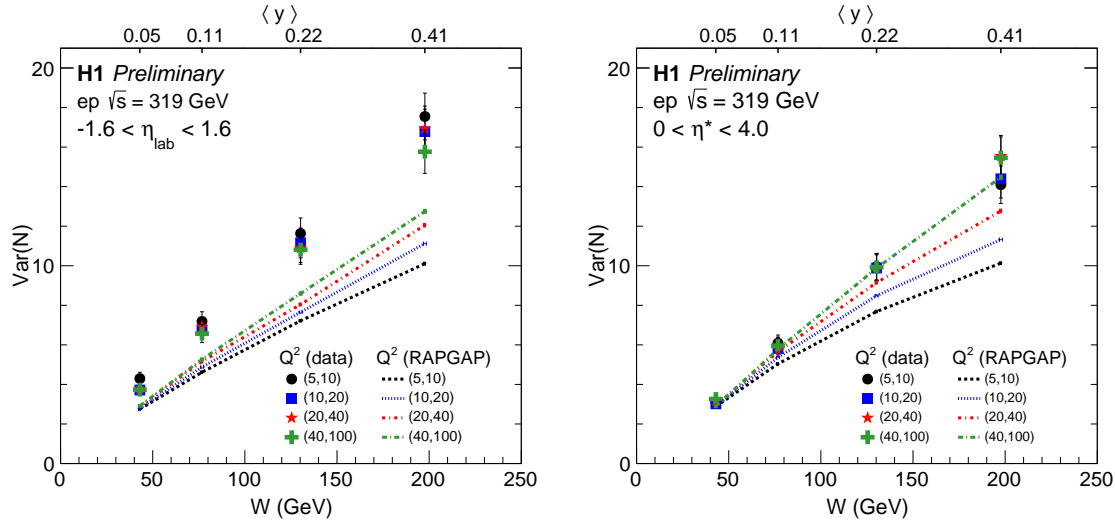 ⟨ y ⟩
0.05 0.11 0.22 0.41
H1 Preliminary
ep √s = 319 GeV
-1.6 < η_lab < 1.6
Var(N)
20
10
0
Q² (data) Q² (RAPGAP)
(5,10) (5,10)
(10,20) (10,20)
(20,40) (20,40)
(40,100) (40,100)
0 50 100 150 200 250
W (GeV)
⟨ y ⟩
0.05 0.11 0.22 0.41
H1 Preliminary
ep √s = 319 GeV
0 < η* < 4.0
Var(N)
20
10
0
Q² (data) Q² (RAPGAP)
(5,10) (5,10)
(10,20) (10,20)
(20,40) (20,40)
(40,100) (40,100)
0 50 100 150 200 250
W (GeV)